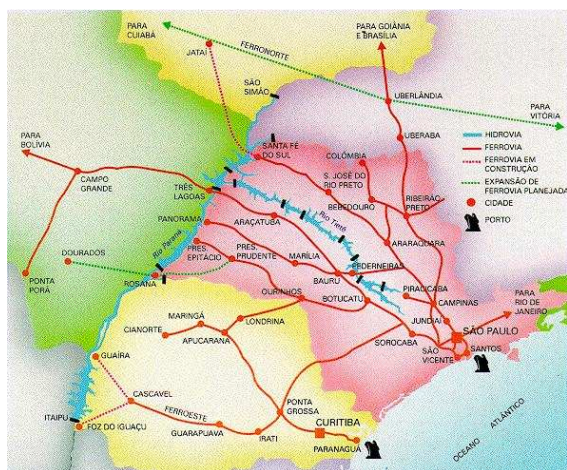 PARA
CUIABÁ
FERRONORTE
PARA GOIÂNIA
E BRASÍLIA
JATAÍ
SÃO
SIMÃO
UBERLÂNDIA
PARA
VITÓRIA
UBERABA
HIDROVIA
FERROVIA
FERROVIA EM
CONSTRUÇÃO
EXPANSÃO DE
FERROVIA PLANEJADA
CIDADE
PORTO
PARA
BOLÍVIA
SANTA FÉ
DO SUL
COLÔMBIA
CAMPO
GRANDE
TRÊS
LAGOAS
S. JOSÉ DO
RIO PRETO
RIBEIRÃO
PRETO
BEBEDOURO
PANORAMA
ARAÇATUBA
Rio Tietê
Rio Paraná
ARARAQUARA
DOURADOS
PRES.
EPITÁCIO
PRES.
PRUDENTE
MARÍLIA
PEDERNEIRAS
BAURU
PIRACICABA
PARA
RIO DE
JANEIRO
PONTA
PORÃ
ROSANA
OURINHOS
BOTUCATU
CAMPINAS
JUNDIAÍ
SÃO PAULO
MARINGÁ
LONDRINA
CIANORTE
APUCARANA
SOROCABA
SÃO
VICENTE
SANTOS
GUAÍRA
CASCAVEL
FERROESTE
PONTA
GROSSA
ITAIPU
FOZ DO IGUAÇU
GUARAPUAVA
IRATI
CURITIBA
PARANAGUÁ
OCEANO ATLÂNTICO